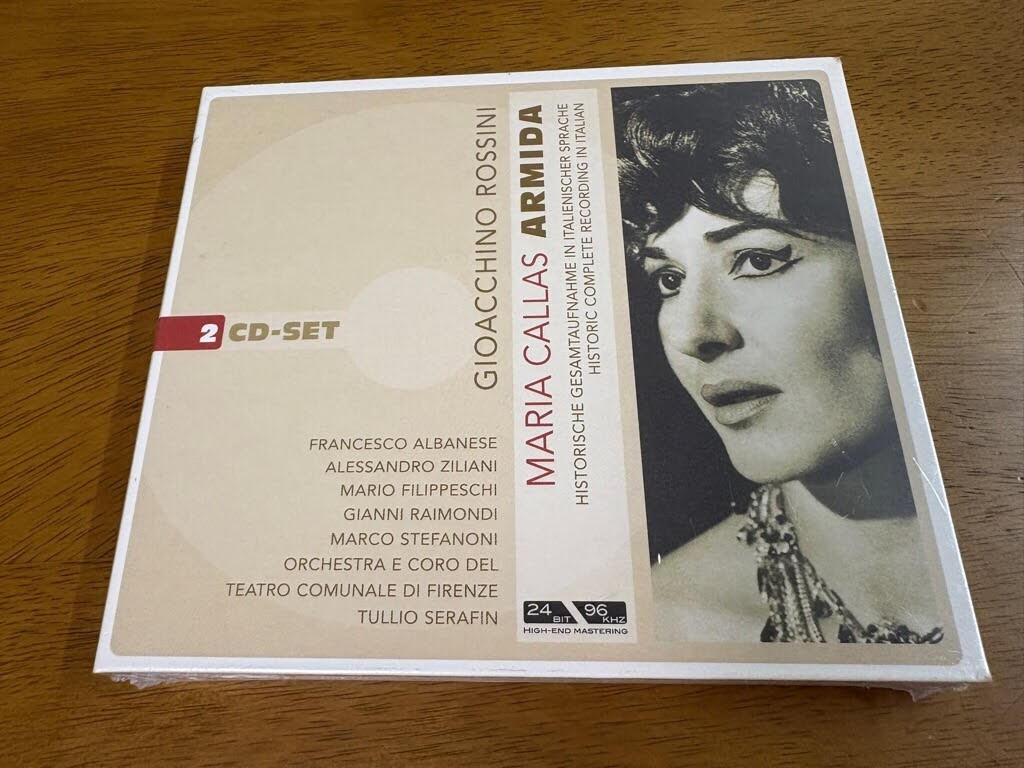 2 CD-SET
GIOACCHINO ROSSINI
MARIA CALLAS ARMIDA
HISTORISCHE GESAMTAUFNAHME IN ITALIENISCHER SPRACHE
HISTORIC COMPLETE RECORDING IN ITALIAN
FRANCESCO ALBANESE
ALESSANDRO ZILIANI
MARIO FILIPPESCHI
GIANNI RAIMONDI
MARCO STEFANONI
ORCHESTRA E CORO DEL
TEATRO COMUNALE DI FIRENZE
TULLIO SERAFIN
24 BIT 96 KHZ
HIGH-END MASTERING